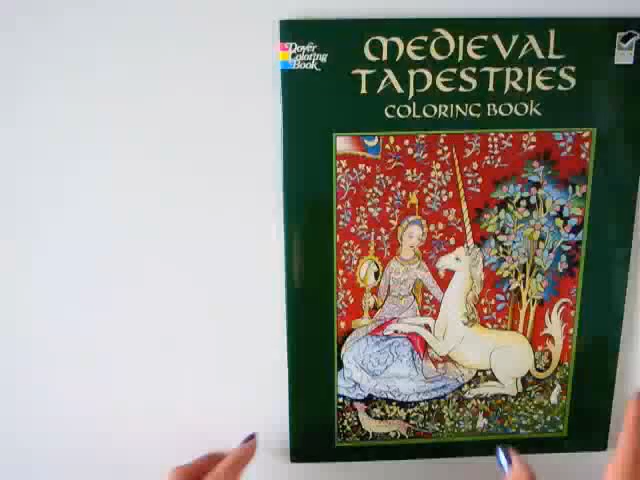 Dover
Coloring
Book
MEDIEVAL
TAPESTRIES
COLORING BOOK